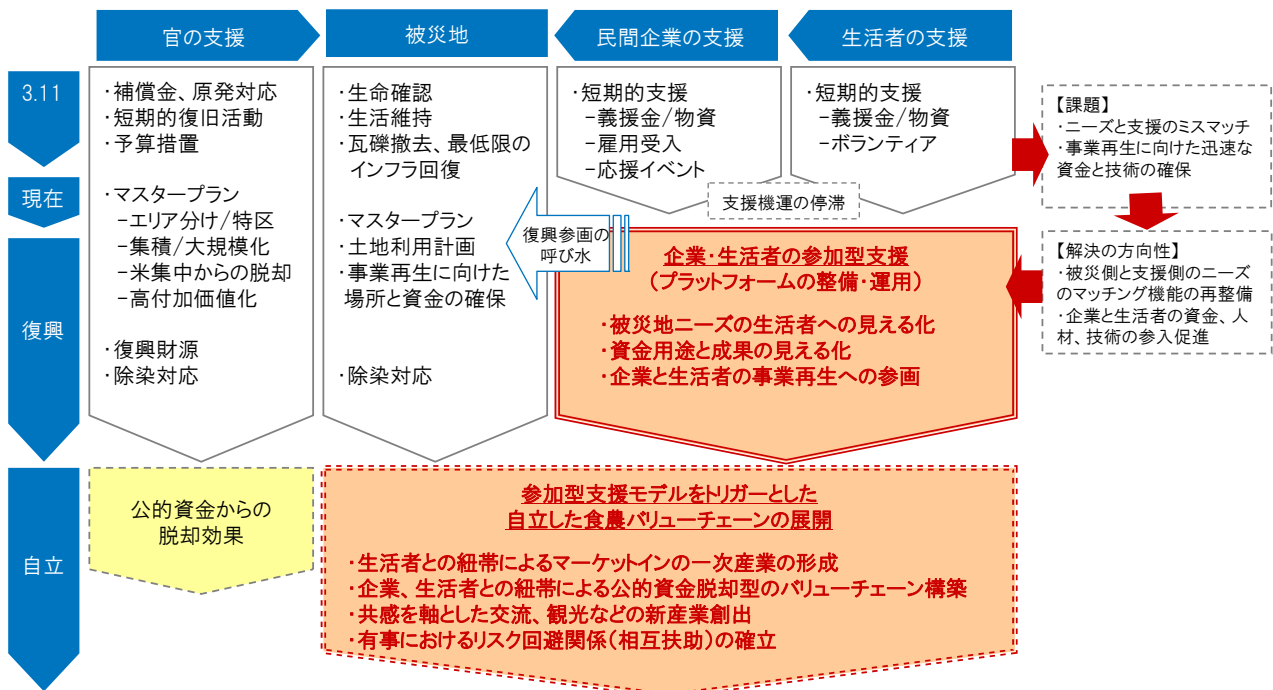 官の支援
被災地
民間企業の支援
生活者の支援
3.11
現在
復興
自立
・補償金、原発対応
・短期的復旧活動
・予算措置
・マスタープラン
−エリア分け/特区
−集積/大規模化
−米集中からの脱却
−高付加価値化
・復興財源
・除染対応
・生命確認
・生活維持
・瓦礫撤去、最低限の
インフラ回復
・マスタープラン
・土地利用計画
・事業再生に向けた
場所と資金の確保
・除染対応
・短期的支援
−義援金/物資
−雇用受入
−応援イベント
・短期的支援
−義援金/物資
−ボランティア
支援機運の停滞
復興参画の
呼び水
【課題】
・ニーズと支援のミスマッチ
・事業再生に向けた迅速な
資金と技術の確保
【解決の方向性】
・被災側と支援側のニーズ
のマッチング機能の再整備
・企業と生活者の資金、人
材、技術の参入促進
企業・生活者の参加型支援
（プラットフォームの整備・運用）
・被災地ニーズの生活者への見える化
・資金用途と成果の見える化
・企業と生活者の事業再生への参画
公的資金からの
脱却効果
参加型支援モデルをトリガーとした
自立した食農バリューチェーンの展開
・生活者との紐帯によるマーケットインの一次産業の形成
・企業、生活者との紐帯による公的資金脱却型のバリューチェーン構築
・共感を軸とした交流、観光などの新産業創出
・有事におけるリスク回避関係（相互扶助）の確立